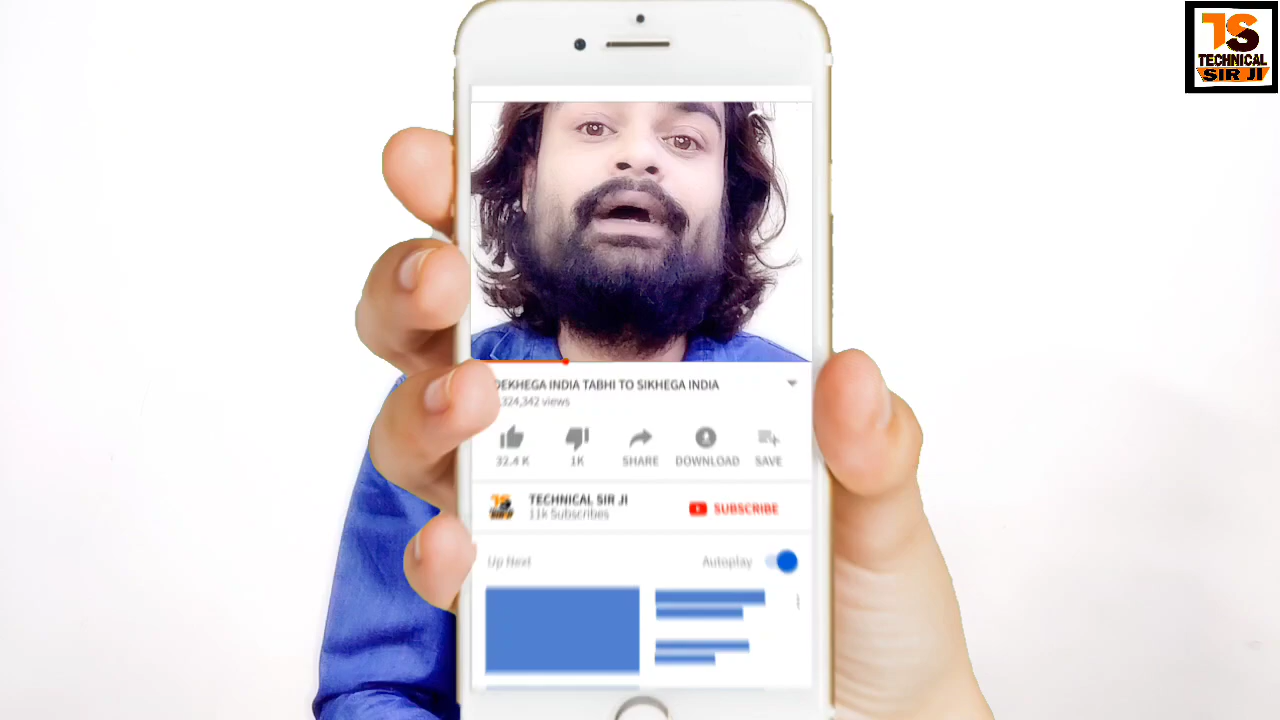 TS
TECHNICAL
SIR JI
DEKHEGA INDIA TABHI TO SIKHEGA INDIA
324,342 views
32.4 K
1K
SHARE
DOWNLOAD
SAVE
TECHNICAL SIR JI
11k Subscribes
SUBSCRIBE
Up Next
Autoplay